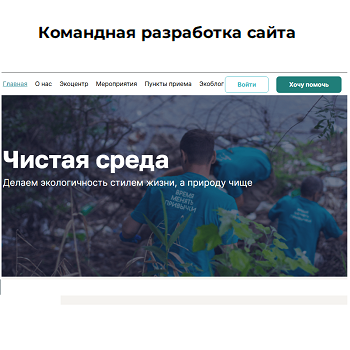 Командная разработка сайта
Главная О нас Экоцентр Мероприятия Пункты приема Экоблог Войти Хочу помочь
Чистая среда
Делаем экологичность стилем жизни, а природу чище
ВРЕМЯ
МЕНЯТЬ
ПРИВЫЧКИ